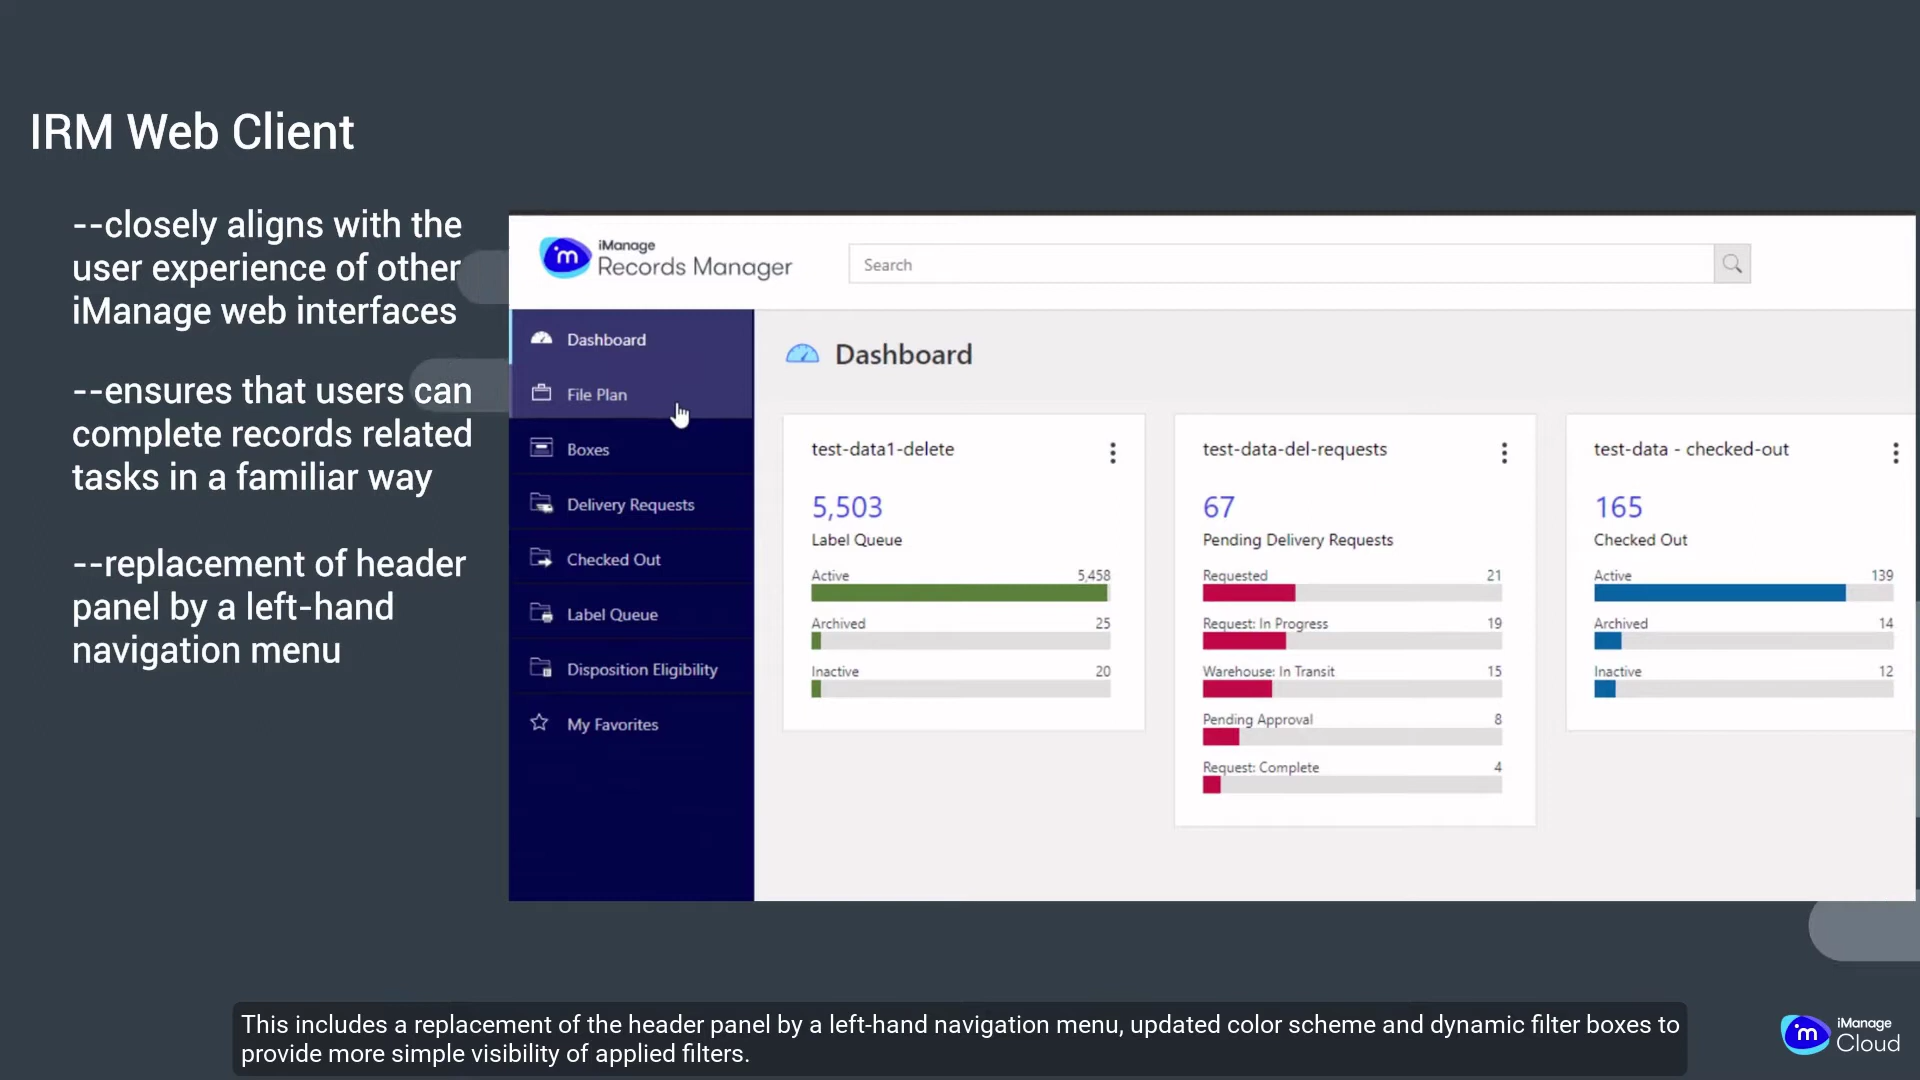 IRM Web Client
--closely aligns with the
user experience of other
iManage web interfaces
--ensures that users can
complete records related
tasks in a familiar way
--replacement of header
panel by a left-hand
navigation menu
iManage
Records Manager
Search
Dashboard
File Plan
Boxes
Delivery Requests
Checked Out
Label Queue
Disposition Eligibility
My Favorites
Dashboard
test-data1-delete
5,503
Label Queue
Active 5,458
Archived 25
Inactive 20
test-data-del-requests
67
Pending Delivery Requests
Requested 21
Request: In Progress 19
Warehouse: In Transit 15
Pending Approval 8
Request: Complete 4
test-data - checked-out
165
Checked Out
Active 139
Archived 14
Inactive 12
This includes a replacement of the header panel by a left-hand navigation menu, updated color scheme and dynamic filter boxes to
provide more simple visibility of applied filters.
iManage
Cloud